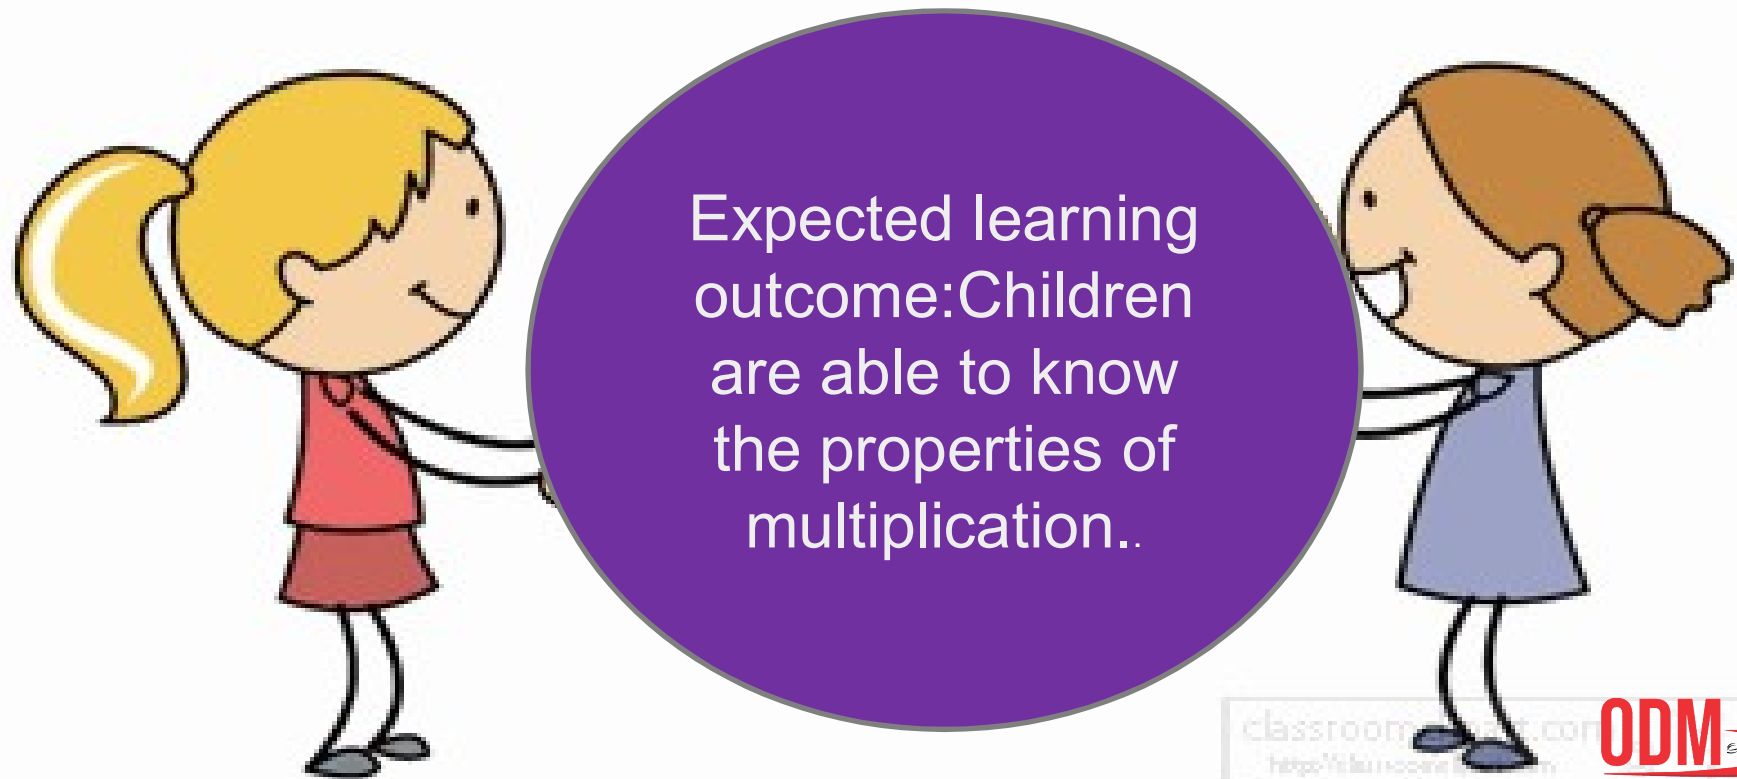 Expected learning
outcome:Children
are able to know
the properties of
multiplication..
ODM